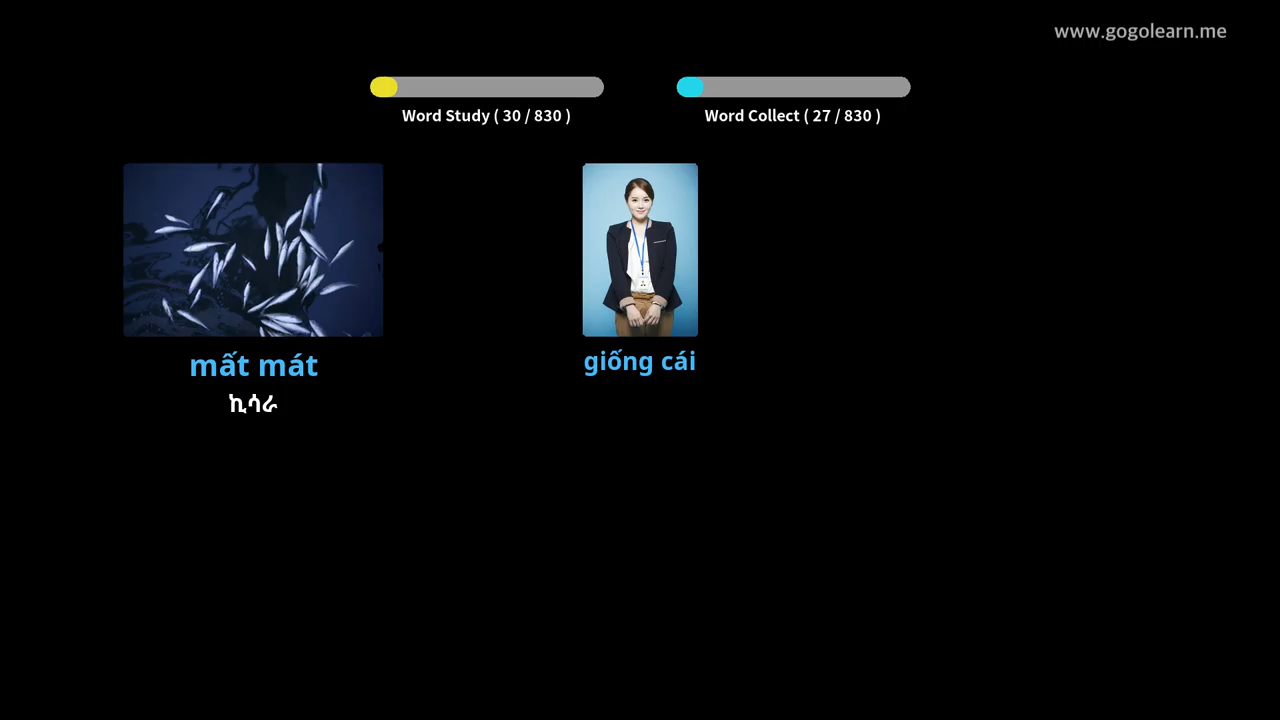 www.gogolearn.me
Word Study ( 30 / 830 )
Word Collect ( 27 / 830 )
mất mát
ኪሳራ
giống cái